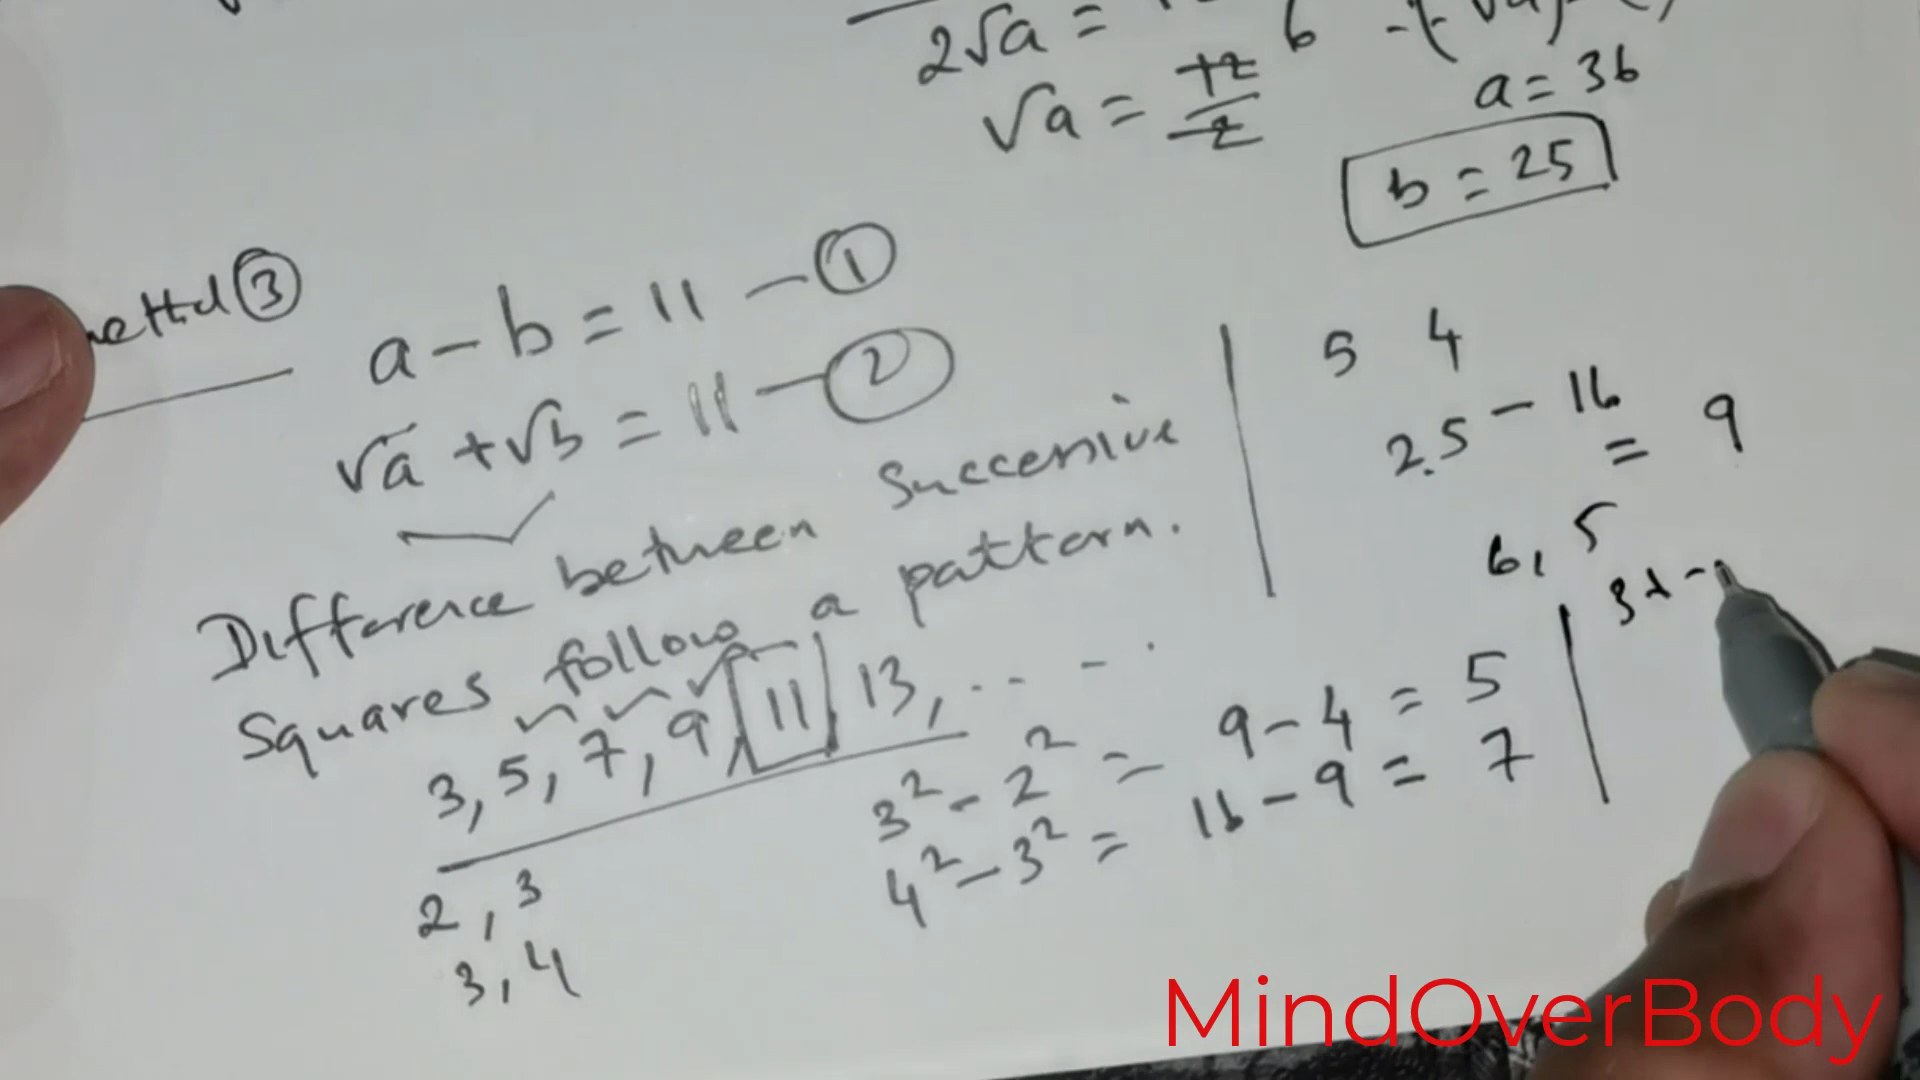 2√a =
√a = 12/2 6
a = 36
b = 25
method ③
a - b = 11 - ①
√a + √b = 11 - ②
Difference between Successive
Squares follow a pattern.
3, 5, 7, 9, 11, 13, ....
2, 3
3, 4
3² - 2² = 9 - 4 = 5
4² - 3² = 16 - 9 = 7
5 4
25 - 16
= 9
6, 5
MindOverBody